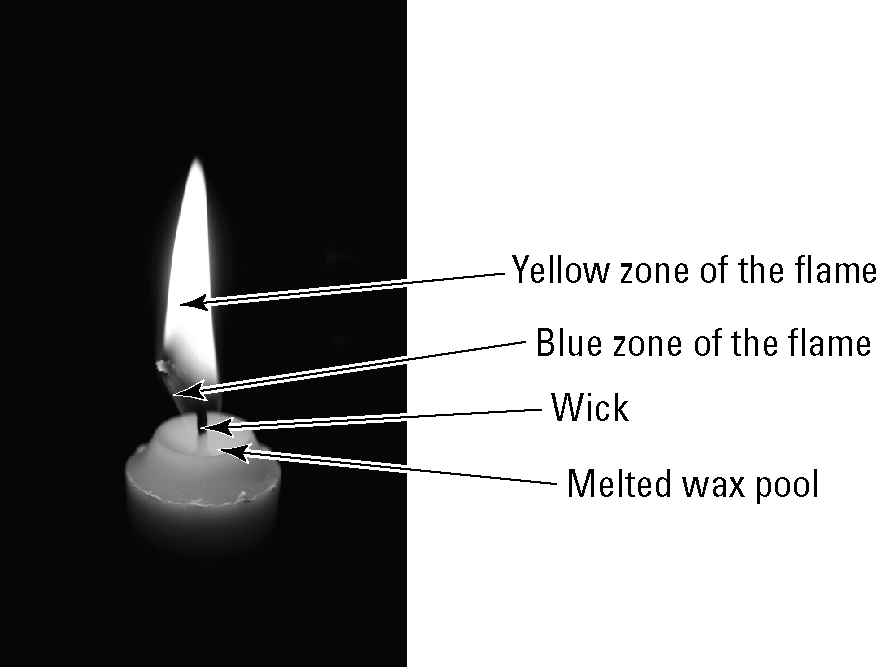 Yellow zone of the flame
Blue zone of the flame
Wick
Melted wax pool